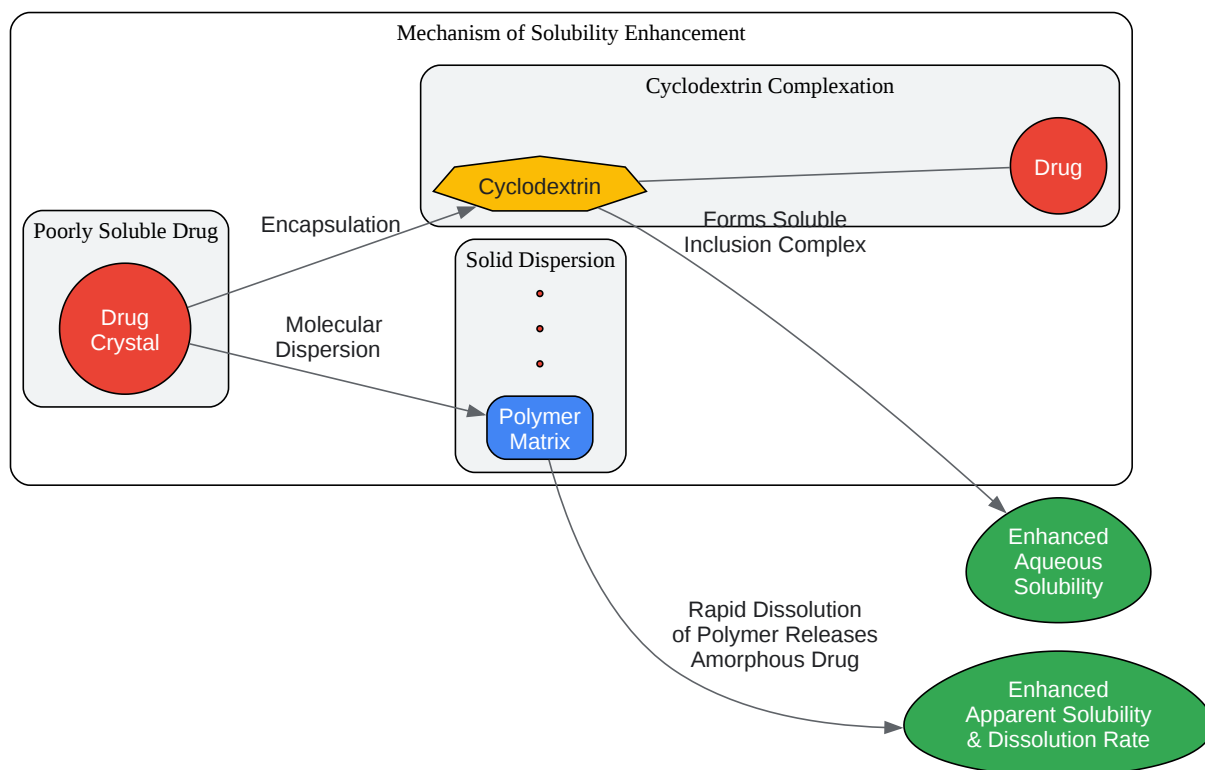 Mechanism of Solubility Enhancement
Cyclodextrin Complexation
Drug
Cyclodextrin
Poorly Soluble Drug
Encapsulation
Forms Soluble
Inclusion Complex
Solid Dispersion
Drug
Crystal
Molecular
Dispersion
Polymer
Matrix
Enhanced
Aqueous
Solubility
Rapid Dissolution
of Polymer Releases
Amorphous Drug
Enhanced
Apparent Solubility
& Dissolution Rate